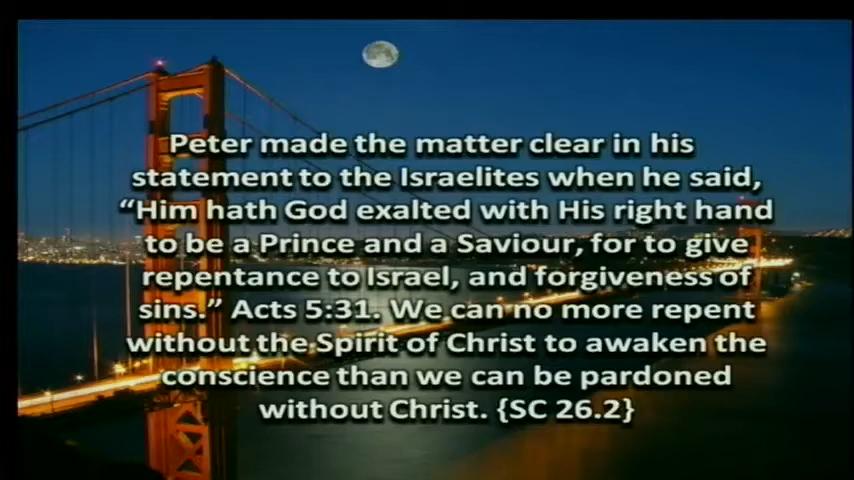 Peter made the matter clear in his
statement to the Israelites when he said,
“Him hath God exalted with His right hand
to be a Prince and a Saviour, for to give
repentance to Israel, and forgiveness of
sins.” Acts 5:31. We can no more repent
without the Spirit of Christ to awaken the
conscience than we can be pardoned
without Christ. {SC 26.2}